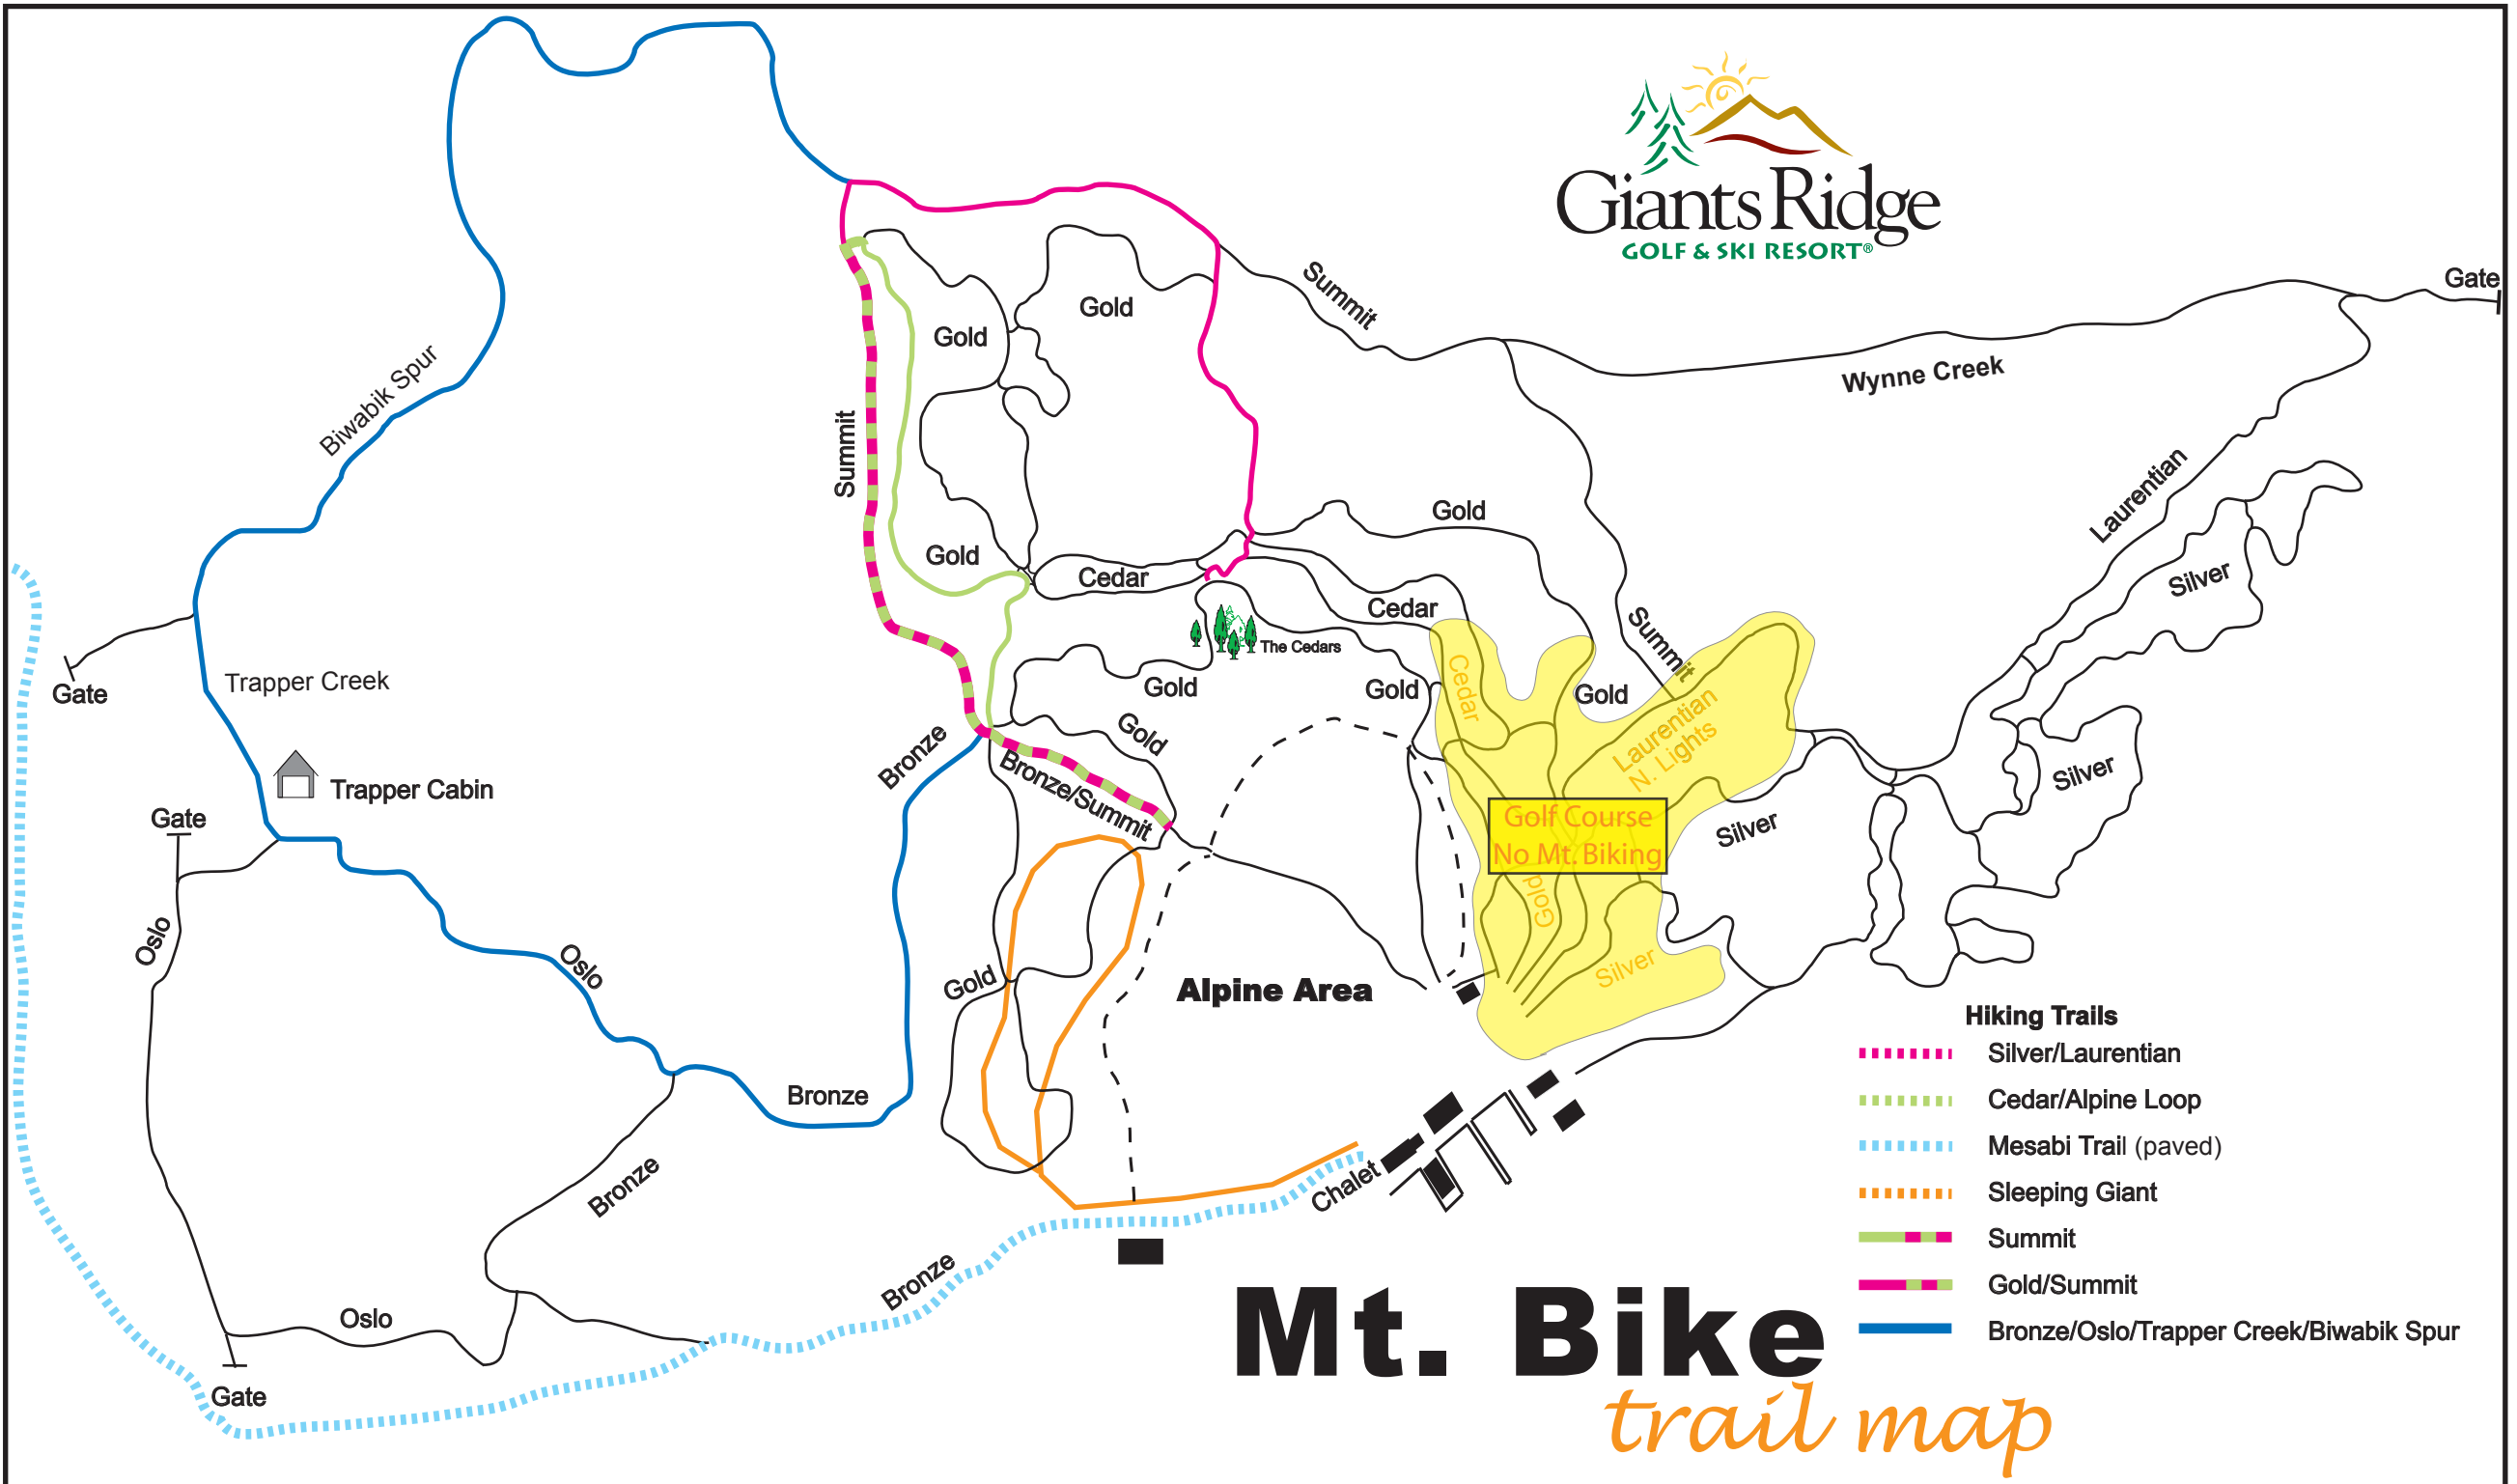 Giants Ridge
GOLF & SKI RESORT®
Gate
Summit
Wynne Creek
Gold
Gold
Biwabik Spur
Summit
Gold
Laurentian
Silver
Gold
Cedar
Cedar
The Cedars
Summit
Gate
Trapper Creek
Gold
Gold
Cedar
Gold
Laurentian
N. Lights
Gold
Bronze
Bronze/Summit
Trapper Cabin
Silver
Gate
Golf Course
No Mt. Biking
Silver
Gold
Oslo
Oslo
Gold
Silver
Alpine Area
Bronze
Bronze
Chalet
Bronze
Oslo
Gate
Hiking Trails
Silver/Laurentian
Cedar/Alpine Loop
Mesabi Trail (paved)
Sleeping Giant
Summit
Gold/Summit
Bronze/Oslo/Trapper Creek/Biwabik Spur
Mt. Bike
trail map